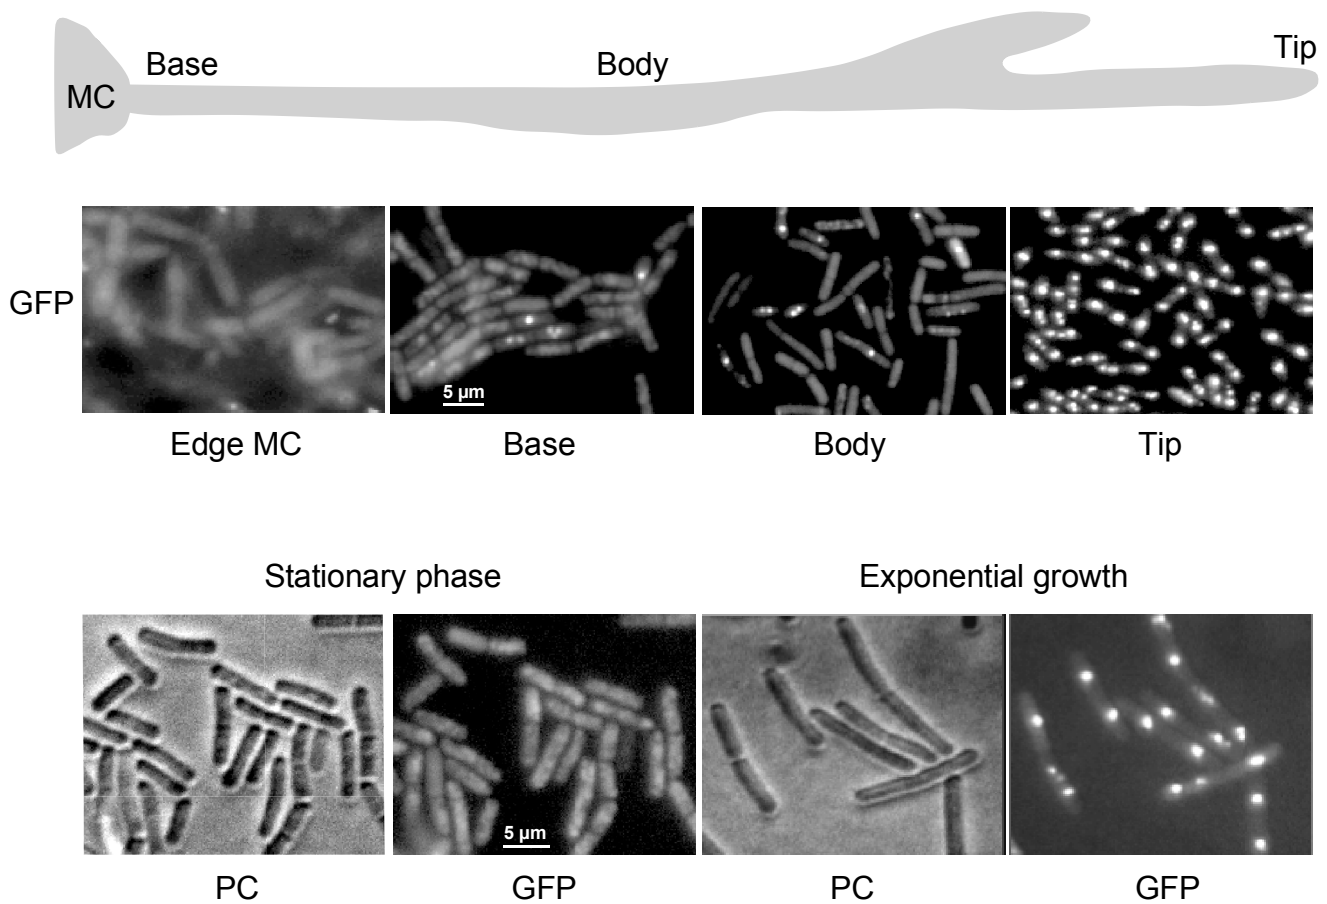 Tip
Base
Body
MC
GFP
5 µm
Edge MC
Base
Body
Tip
Stationary phase
Exponential growth
5 µm
PC
GFP
PC
GFP